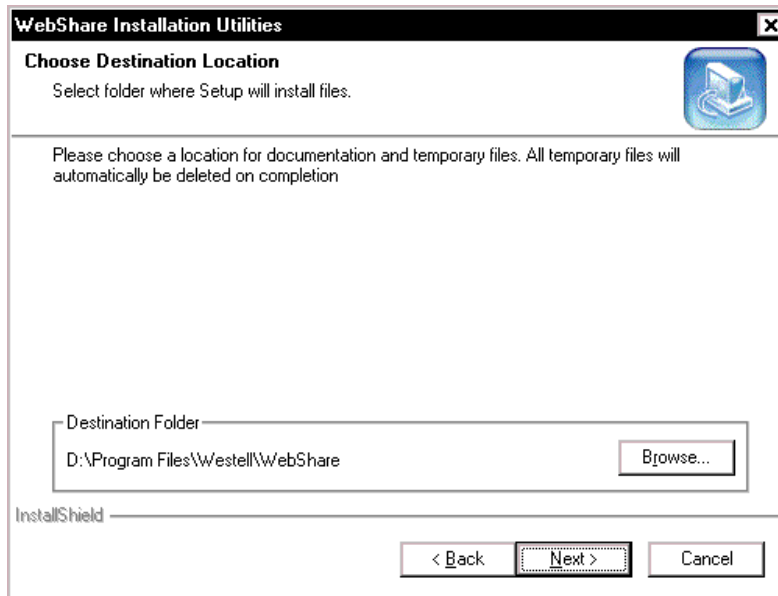 WebShare Installation Utilities
Choose Destination Location
Select folder where Setup will install files.
Please choose a location for documentation and temporary files. All temporary files will
automatically be deleted on completion
Destination Folder
D:\Program Files\Westell\WebShare
Browse...
InstallShield
< Back
Next >
Cancel